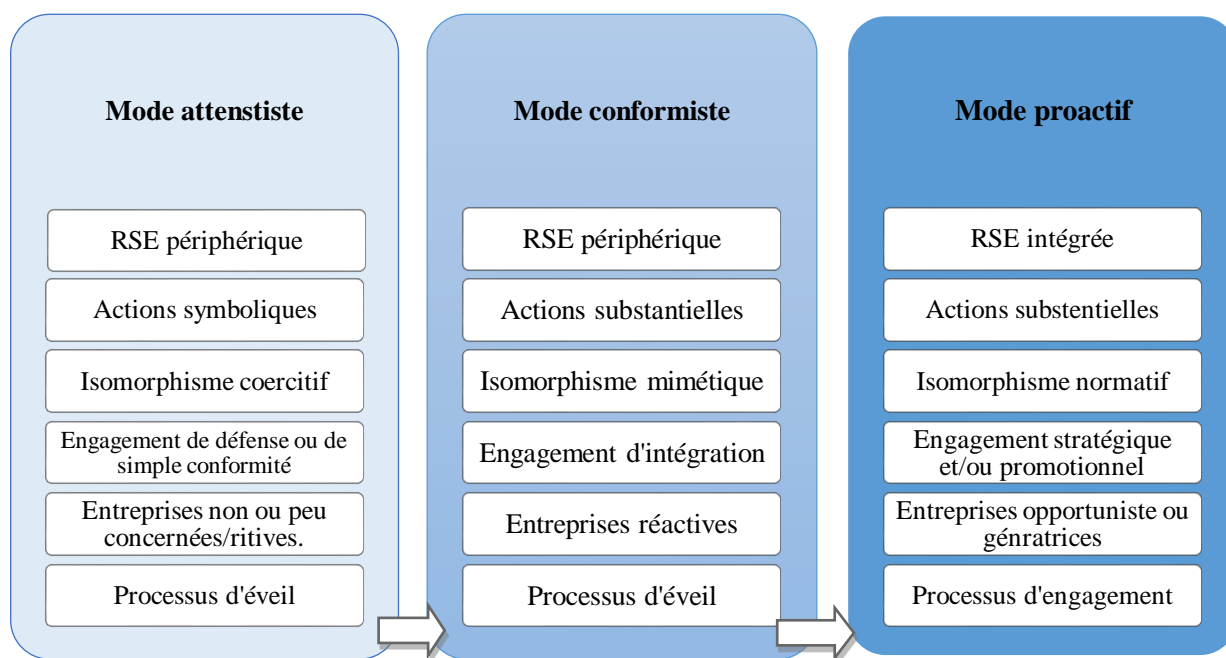 Mode attenstiste
RSE périphérique
Actions symboliques
Isomorphisme coercitif
Engagement de défense ou de
simple conformité
Entreprises non ou peu
concernées/ritives.
Processus d'éveil
Mode conformiste
RSE périphérique
Actions substantielles
Isomorphisme mimétique
Engagement d'intégration
Entreprises réactives
Processus d'éveil
Mode proactif
RSE intégrée
Actions substentielles
Isomorphisme normatif
Engagement stratégique
et/ou promotionnel
Entreprises opportuniste ou
génratrices
Processus d'engagement